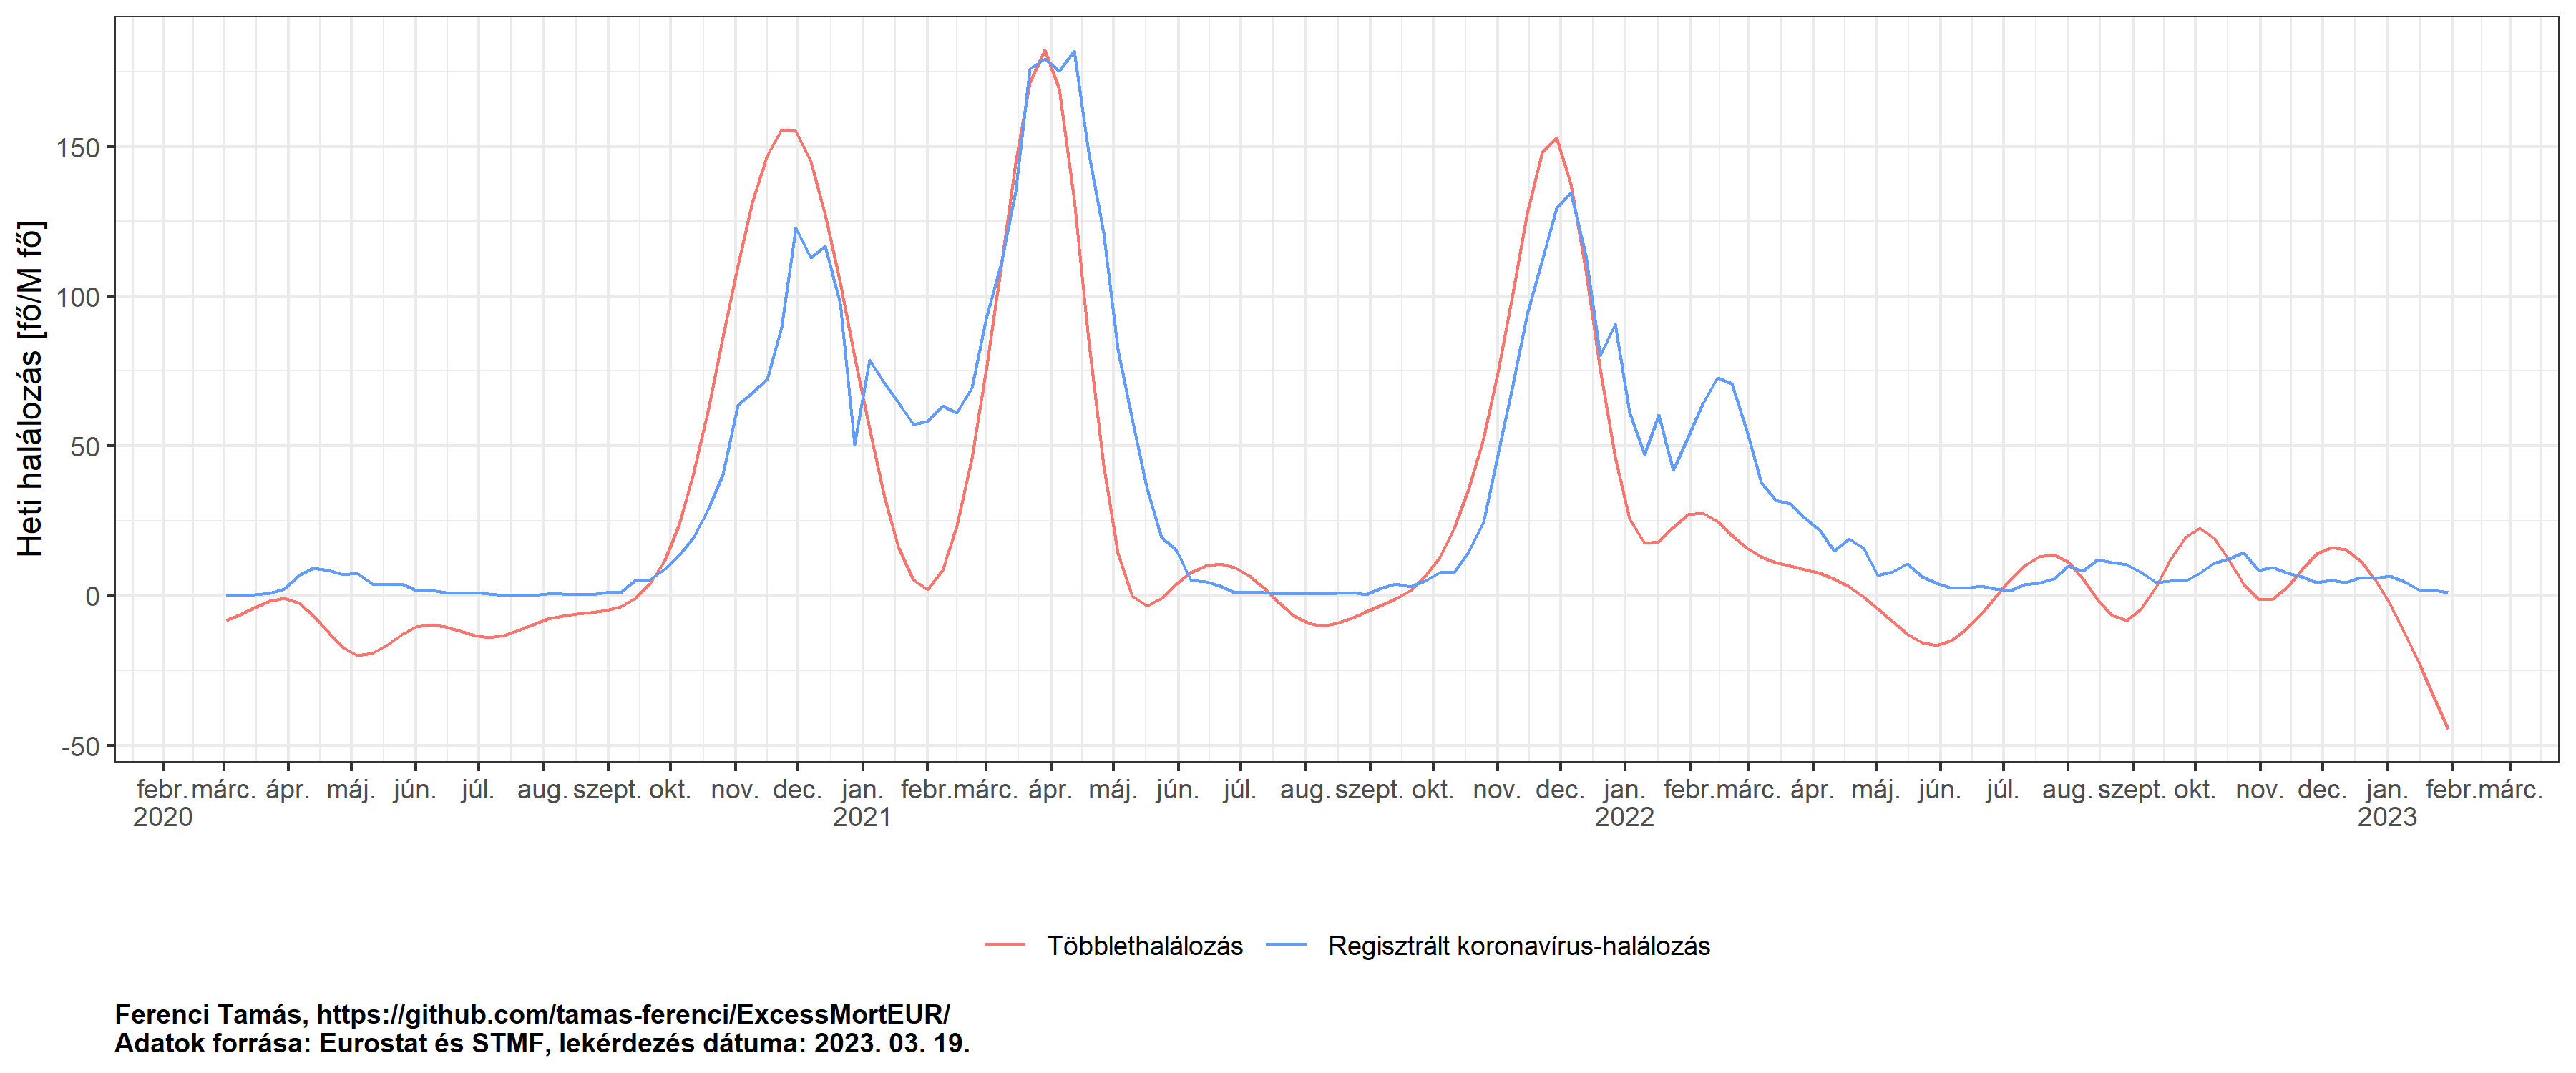 Heti halálozás [fő/M fő]
150
100
50
0
-50
febr. márc. ápr. máj. jún. júl. aug. szept. okt. nov. dec. jan. febr. márc. ápr. máj. jún. júl. aug. szept. okt. nov. dec. jan. febr. márc. ápr. máj. jún. júl. aug. szept. okt. nov. dec. jan. febr. márc.
2020 2021 2022 2023
Többlethalálozás Regisztrált koronavírus-halálozás
Ferenci Tamás, https://github.com/tamas-ferenci/ExcessMortEUR/
Adatok forrása: Eurostat és STMF, lekérdezés dátuma: 2023. 03. 19.